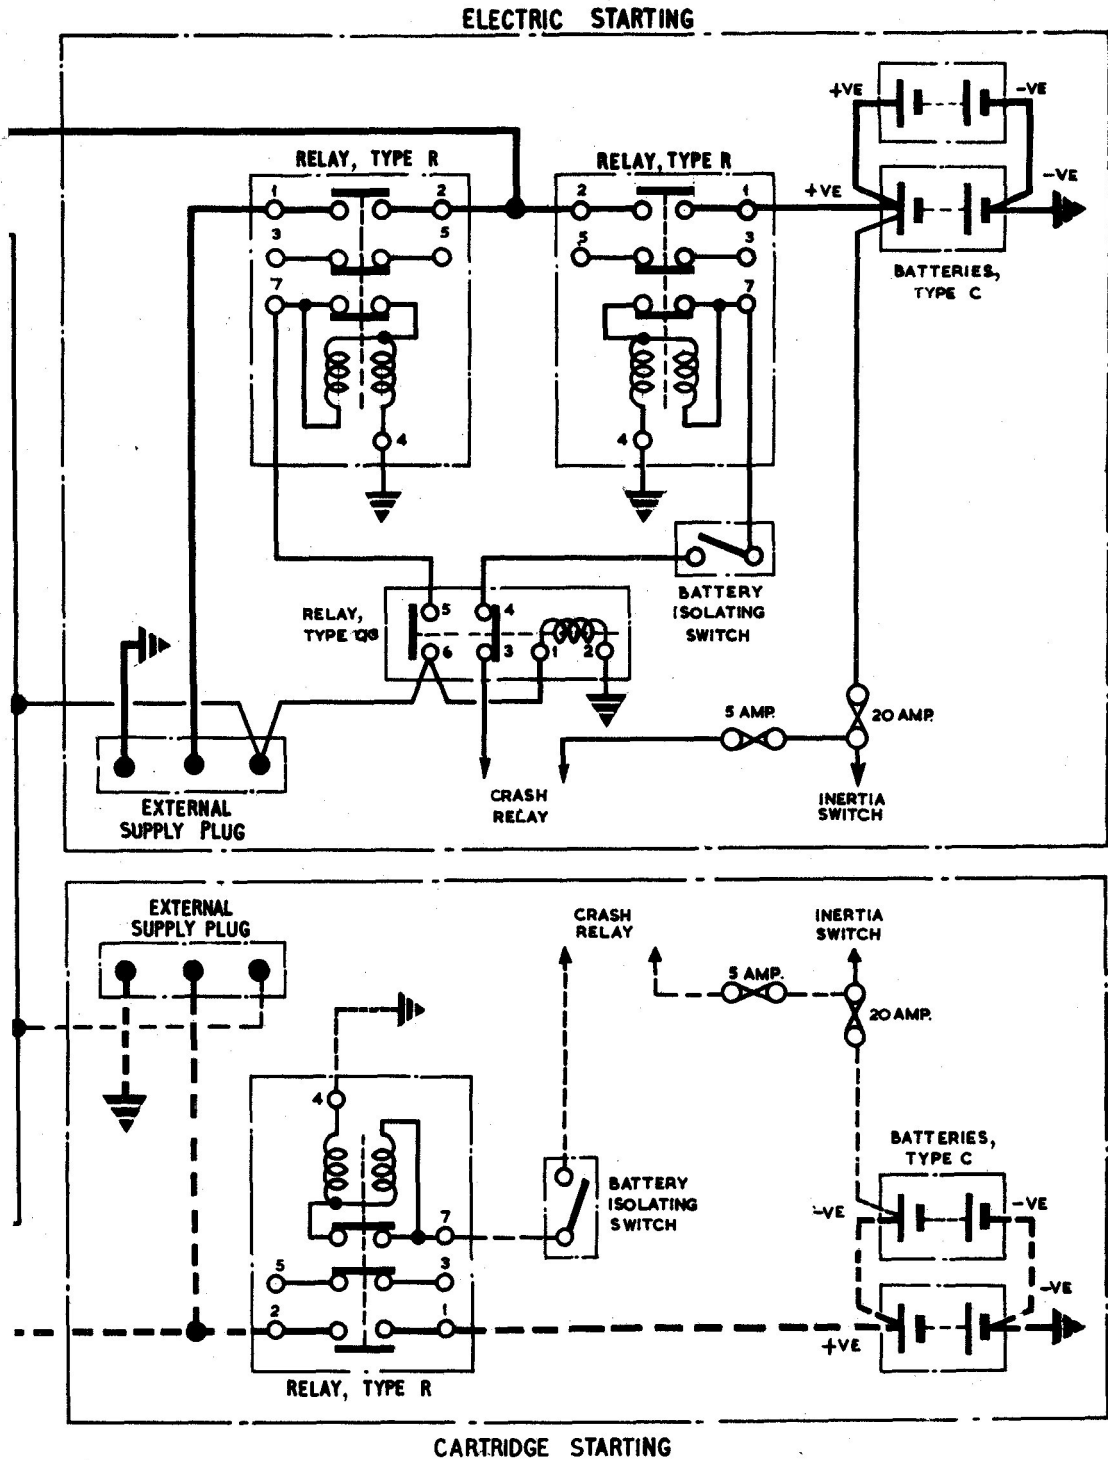 ELECTRIC STARTING
+VE
-VE
RELAY, TYPE R
RELAY, TYPE R
+VE
-VE
1
2
2
1
3
5
5
3
7
7
BATTERIES,
TYPE C
4
4
BATTERY
ISOLATING
SWITCH
RELAY,
TYPE
5
4
6
3
1
2
5 AMP.
20 AMP.
CRASH
RELAY
INERTIA
SWITCH
EXTERNAL
SUPPLY PLUG
EXTERNAL
SUPPLY PLUG
CRASH
RELAY
INERTIA
SWITCH
5 AMP.
20 AMP.
4
BATTERIES,
TYPE C
BATTERY
ISOLATING
SWITCH
-VE
-VE
7
5
3
2
1
-VE
+VE
RELAY, TYPE R
CARTRIDGE STARTING